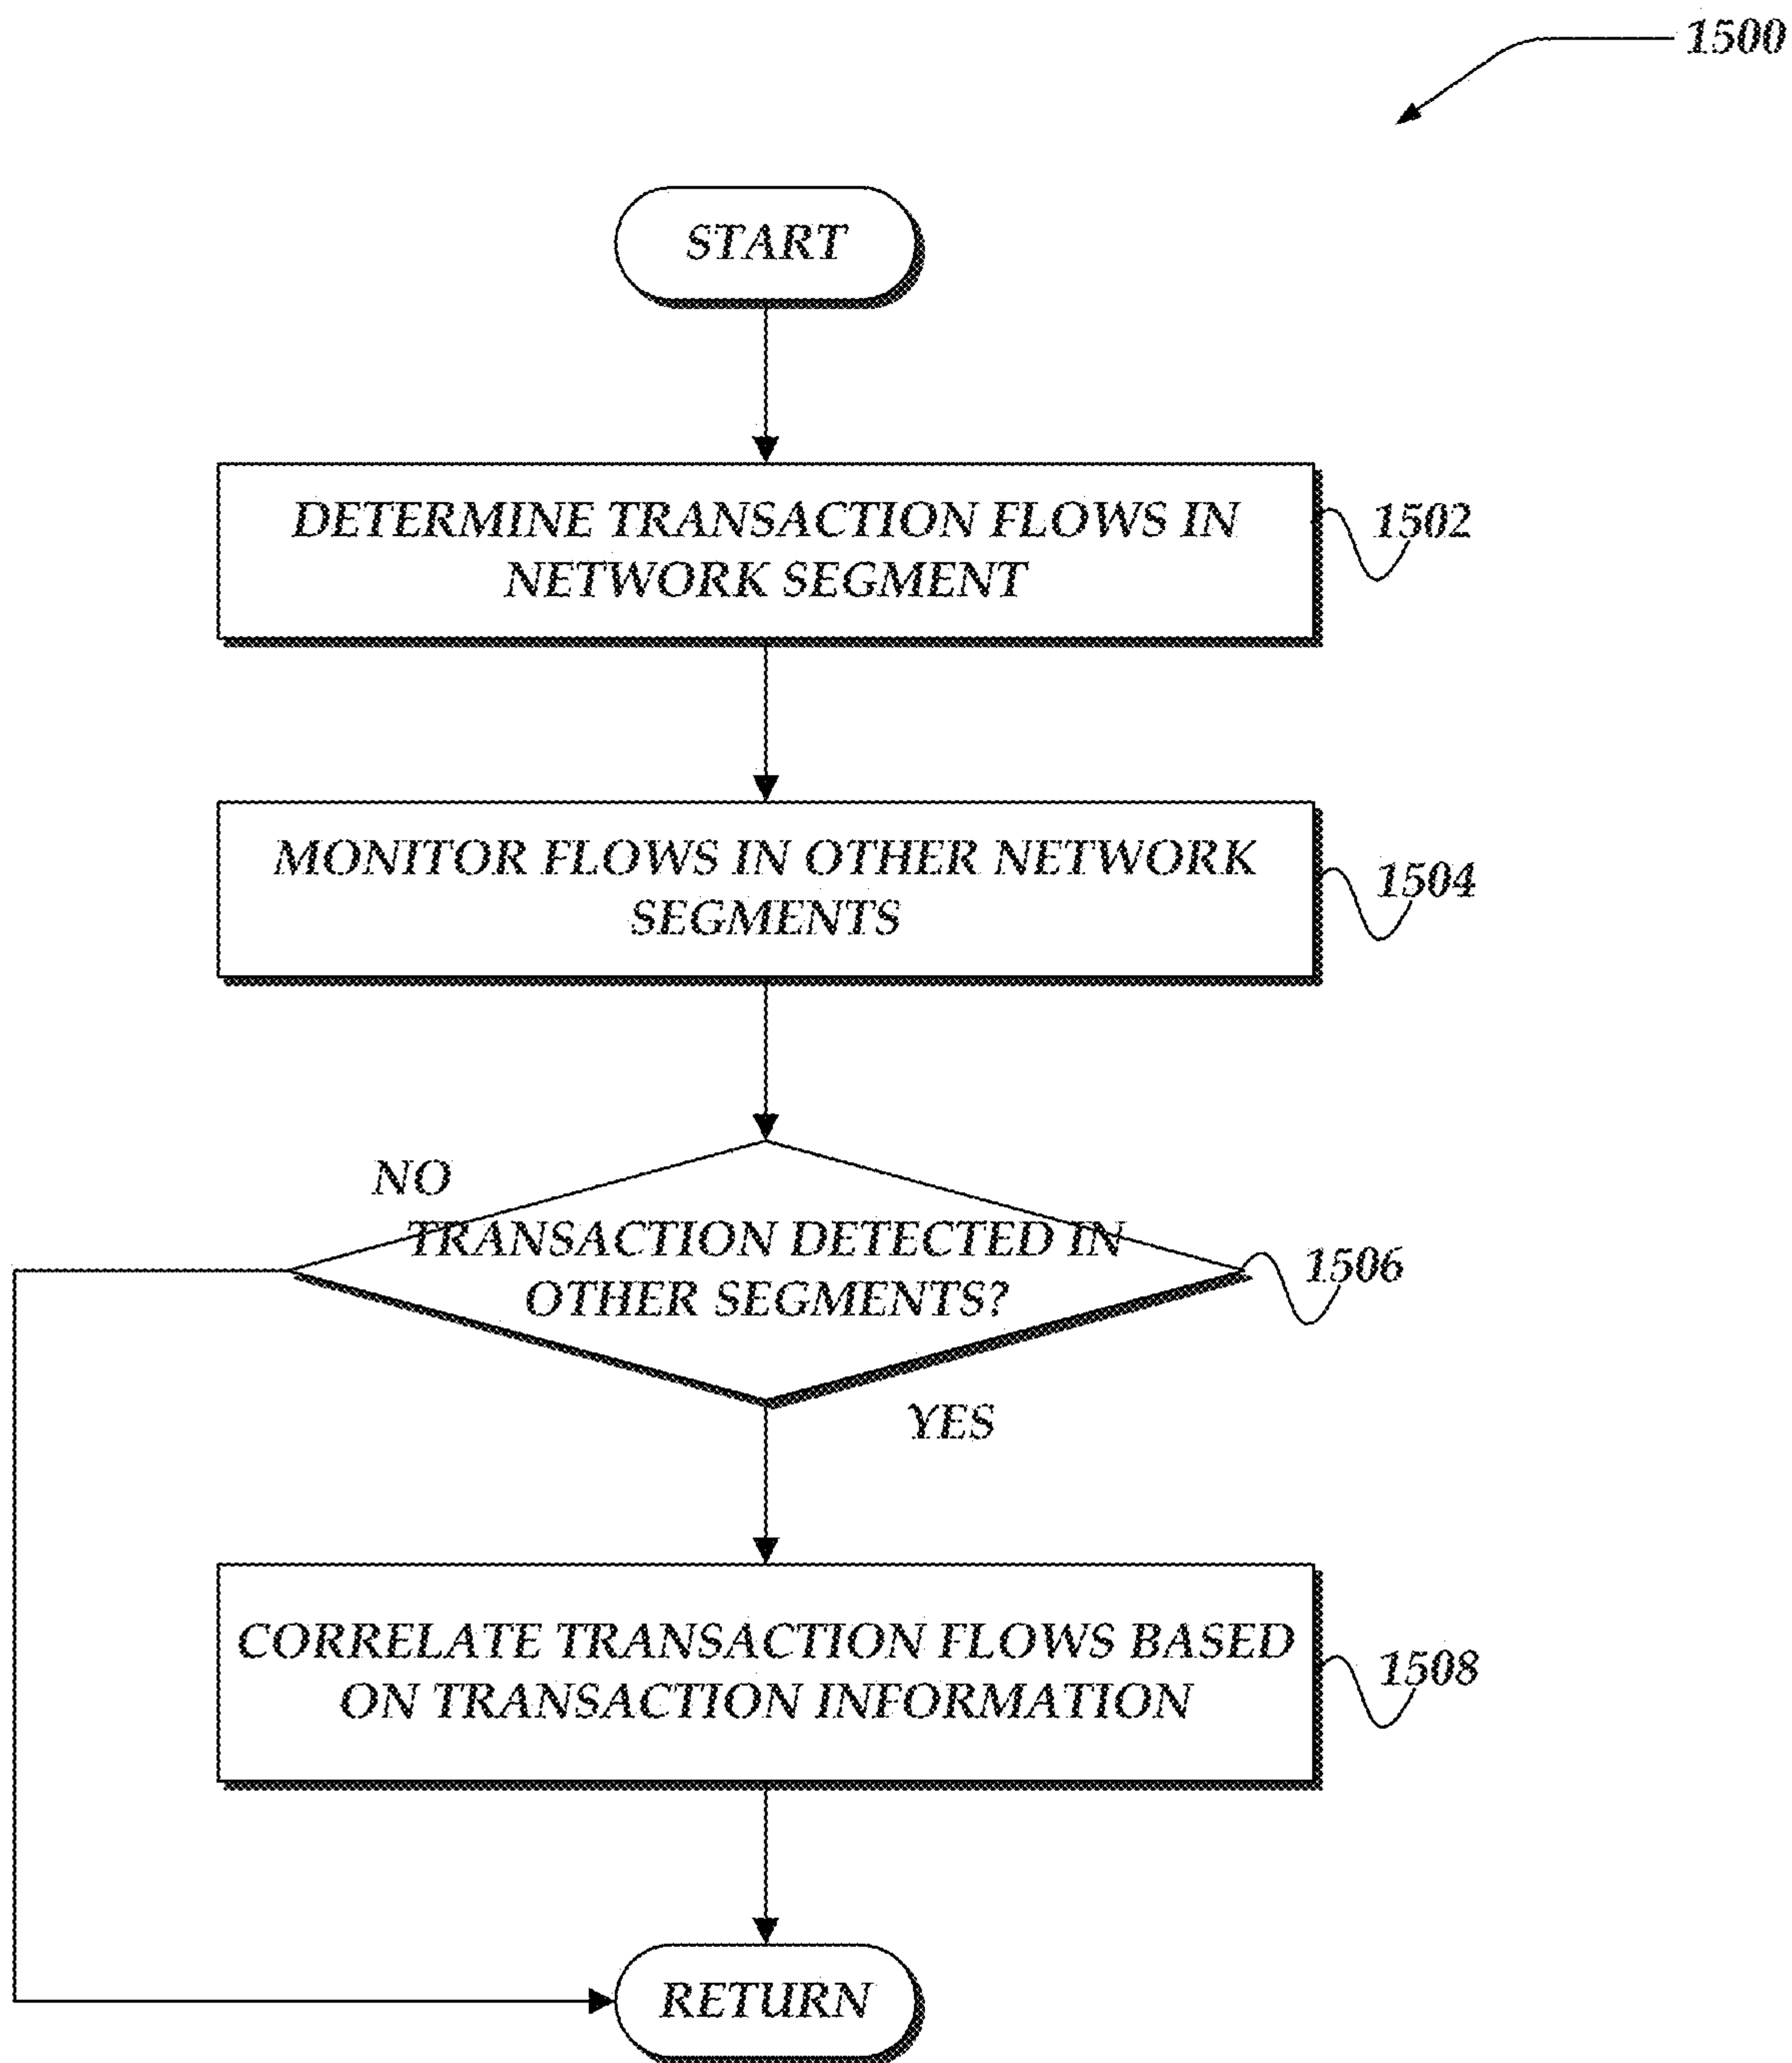 1500
START
DETERMINE TRANSACTION FLOWS IN
NETWORK SEGMENT
1502
MONITOR FLOWS IN OTHER NETWORK
SEGMENTS
1504
NO
TRANSACTION DETECTED IN
OTHER SEGMENTS?
1506
YES
CORRELATE TRANSACTION FLOWS BASED
ON TRANSACTION INFORMATION
1508
RETURN